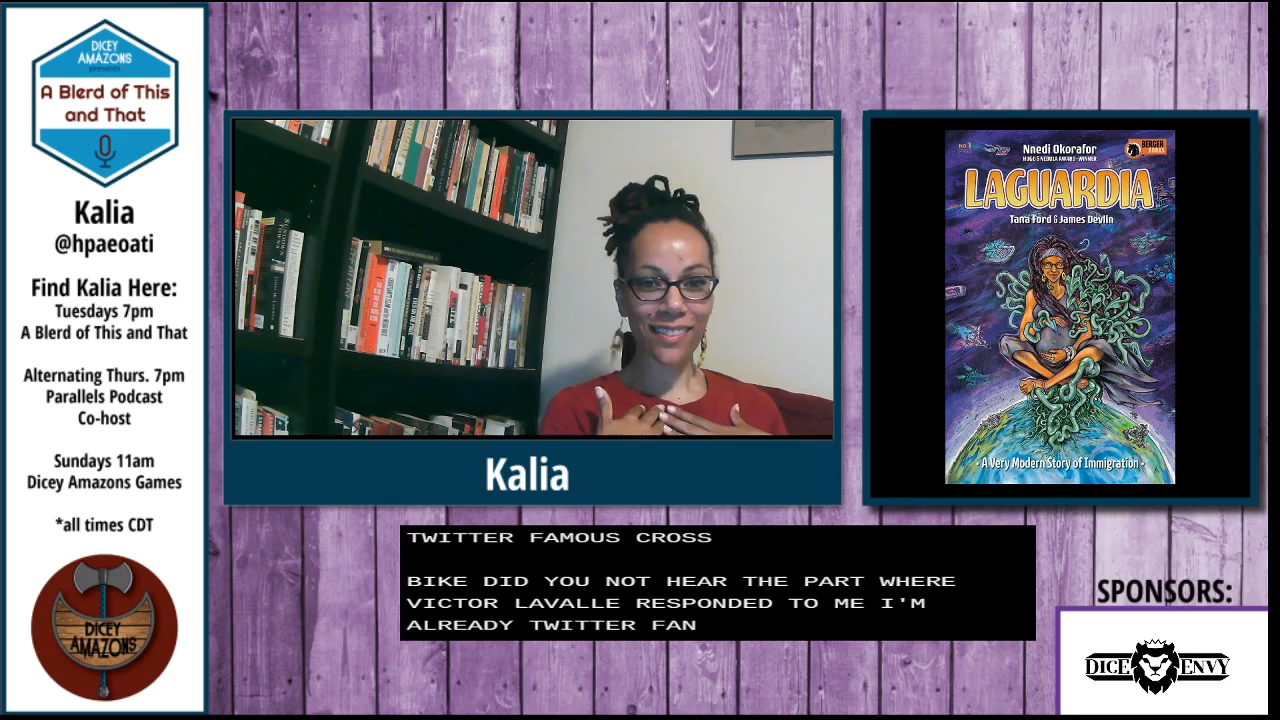 DICEY
AMAZONS
presents
A Blerd of This
and That
Kalia
@hpaeoati
Find Kalia Here:
Tuesdays 7pm
A Blerd of This and That
Alternating Thurs. 7pm
Parallels Podcast
Co-host
Sundays 11am
Dicey Amazons Games
*all times CDT
DICEY
AMAZONS
Kalia
NO.1
Nnedi Okorafor
HUGO & NEBULA AWARD-WINNER
BERGER
BOOKS
LAGUARDIA
Tana Ford & James Devlin
• A Very Modern Story of Immigration •
TWITTER FAMOUS CROSS
BIKE DID YOU NOT HEAR THE PART WHERE
VICTOR LAVALLE RESPONDED TO ME I'M
ALREADY TWITTER FAN
SPONSORS:
DICE ENVY